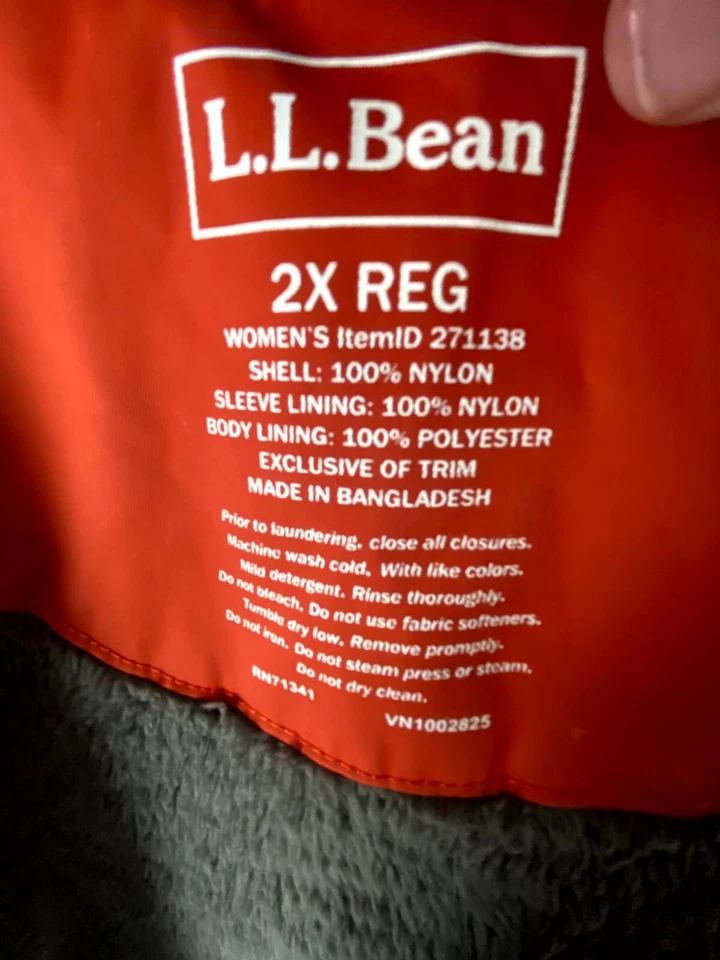 L.L.Bean
2X REG
WOMEN'S ItemID 271138
SHELL: 100% NYLON
SLEEVE LINING: 100% NYLON
BODY LINING: 100% POLYESTER
EXCLUSIVE OF TRIM
MADE IN BANGLADESH
Prior to laundering, close all closures.
Machine wash cold. With like colors.
Mild detergent. Rinse thoroughly.
Do not bleach. Do not use fabric softeners.
Tumble dry low. Remove promptly.
Do not iron. Do not steam press or steam.
Do not dry clean.
RN71341
VN1002825